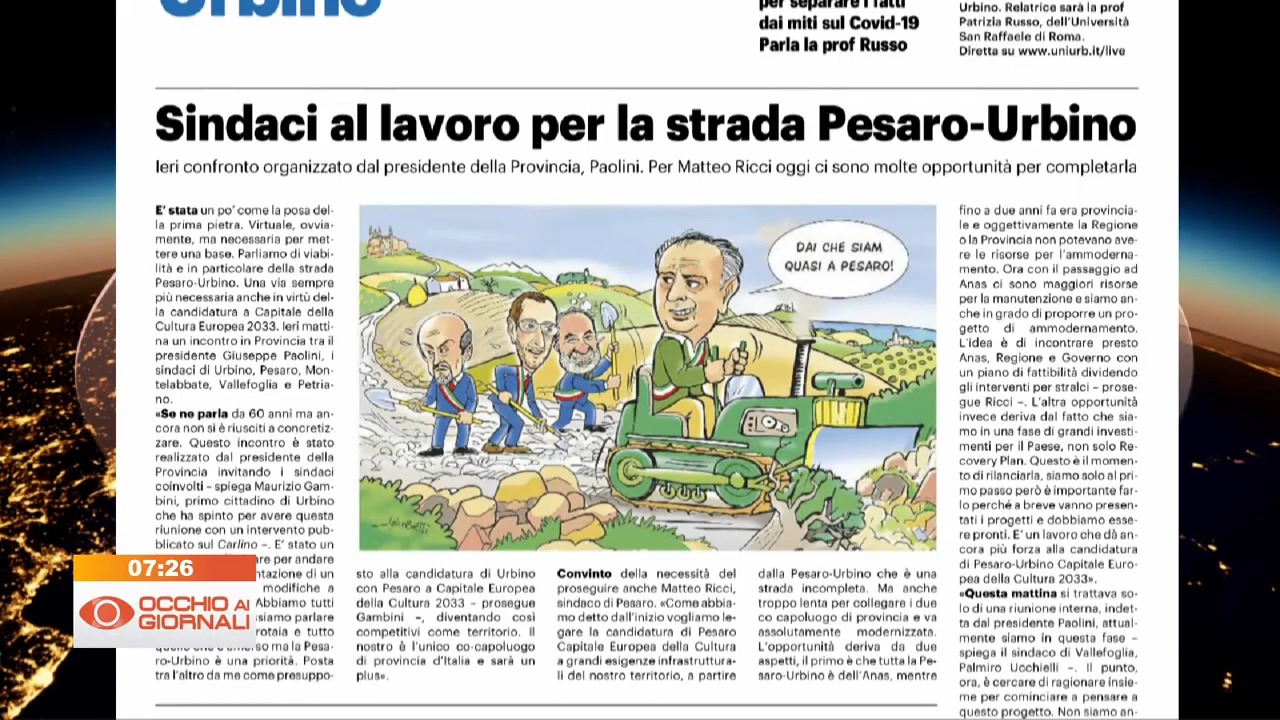 Urbino
per separare i fatti
dai miti sul Covid-19
Parla la prof Russo
Urbino. Relatrice sarà la prof
Patrizia Russo, dell'Università
San Raffaele di Roma.
Diretta su www.uniurb.it/live
Sindaci al lavoro per la strada Pesaro-Urbino
Ieri confronto organizzato dal presidente della Provincia, Paolini. Per Matteo Ricci oggi ci sono molte opportunità per completarla
E' stata un po' come la posa del-
la prima pietra. Virtuale, ovvia-
mente, ma necessaria per met-
tere una base. Parliamo di viabi-
lità e in particolare della strada
Pesaro-Urbino. Una via sempre
più necessaria anche in virtù del-
la candidatura a Capitale della
Cultura Europea 2033. Ieri matti-
na un incontro in Provincia tra il
presidente Giuseppe Paolini, i
sindaci di Urbino, Pesaro, Mon-
telabbate, Vallefoglia e Petria-
no.
«Se ne parla da 60 anni ma an-
cora non si è riusciti a concretiz-
zare. Questo incontro è stato
realizzato dal presidente della
Provincia invitando i sindaci
coinvolti – spiega Maurizio Gam-
bini, primo cittadino di Urbino
che ha spinto per avere questa
riunione con un intervento pub-
blicato sul Carlino –. E' stato un
are per andare
ntazione di un
modifiche a
Abbiamo tutti
siamo parlare
rotaia e tutto
so ma la Pesa-
ro-Urbino è una priorità. Posta
tra l'altro da me come presuppo-
DAI CHE SIAM
QUASI A PESARO!
sto alla candidatura di Urbino
con Pesaro a Capitale Europea
della Cultura 2033 – prosegue
Gambini –, diventando così
competitivi come territorio. Il
nostro è l'unico co-capoluogo
di provincia d'Italia e sarà un
plus».
Convinto della necessità del
proseguire anche Matteo Ricci,
sindaco di Pesaro. «Come abbia-
mo detto dall'inizio vogliamo le-
gare la candidatura di Pesaro
Capitale Europea della Cultura
a grandi esigenze infrastruttura-
li del nostro territorio, a partire
dalla Pesaro-Urbino che è una
strada incompleta. Ma anche
troppo lenta per collegare i due
co capoluogo di provincia e va
assolutamente modernizzata.
L'opportunità deriva da due
aspetti, il primo è che tutta la Pe-
saro-Urbino è dell'Anas, mentre
fino a due anni fa era provincia-
le e oggettivamente la Regione
o la Provincia non potevano ave-
re le risorse per l'ammoderna-
mento. Ora con il passaggio ad
Anas ci sono maggiori risorse
per la manutenzione e siamo an-
che in grado di proporre un pro-
getto di ammodernamento.
L'idea è di incontrare presto
Anas, Regione e Governo con
un piano di fattibilità dividendo
gli interventi per stralci – prose-
gue Ricci –. L'altra opportunità
invece deriva dal fatto che sia-
mo in una fase di grandi investi-
menti per il Paese, non solo Re-
covery Plan. Questo è il momen-
to di rilanciarla, siamo solo al pri-
mo passo però è importante far-
lo perché a breve vanno presen-
tati i progetti e dobbiamo esse-
re pronti. E' un lavoro che dà an-
cora più forza alla candidatura
di Pesaro-Urbino Capitale Euro-
pea della Cultura 2033».
«Questa mattina si trattava so-
lo di una riunione interna, indet-
ta dal presidente Paolini, attual-
mente siamo in questa fase –
spiega il sindaco di Vallefoglia,
Palmiro Ucchielli –. Il punto,
ora, è cercare di ragionare insie-
me per cominciare a pensare a
questo progetto. Non siamo an-
07:26
OCCHIO AI
GIORNALI